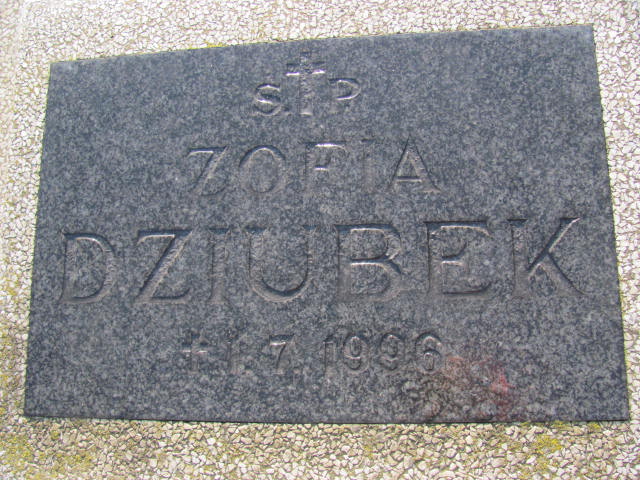 S.†P
ZOFIA
DZIUBEK
† 1. 7. 1996